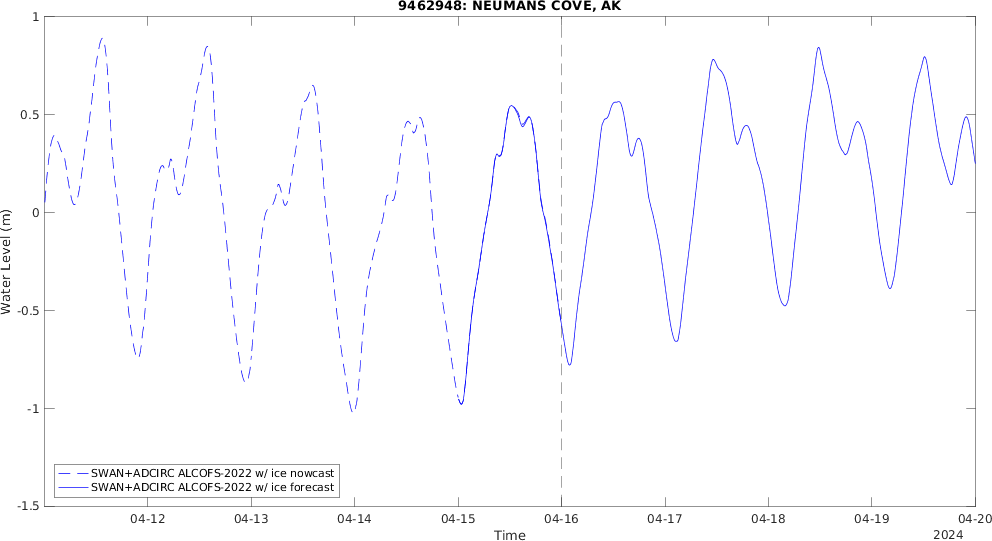 9462948: NEUMANS COVE, AK
1
0.5
0
-0.5
-1
-1.5
Water Level (m)
SWAN+ADCIRC ALCOFS-2022 w/ ice nowcast
SWAN+ADCIRC ALCOFS-2022 w/ ice forecast
04-12 04-13 04-14 04-15 04-16 04-17 04-18 04-19 04-20
Time
2024